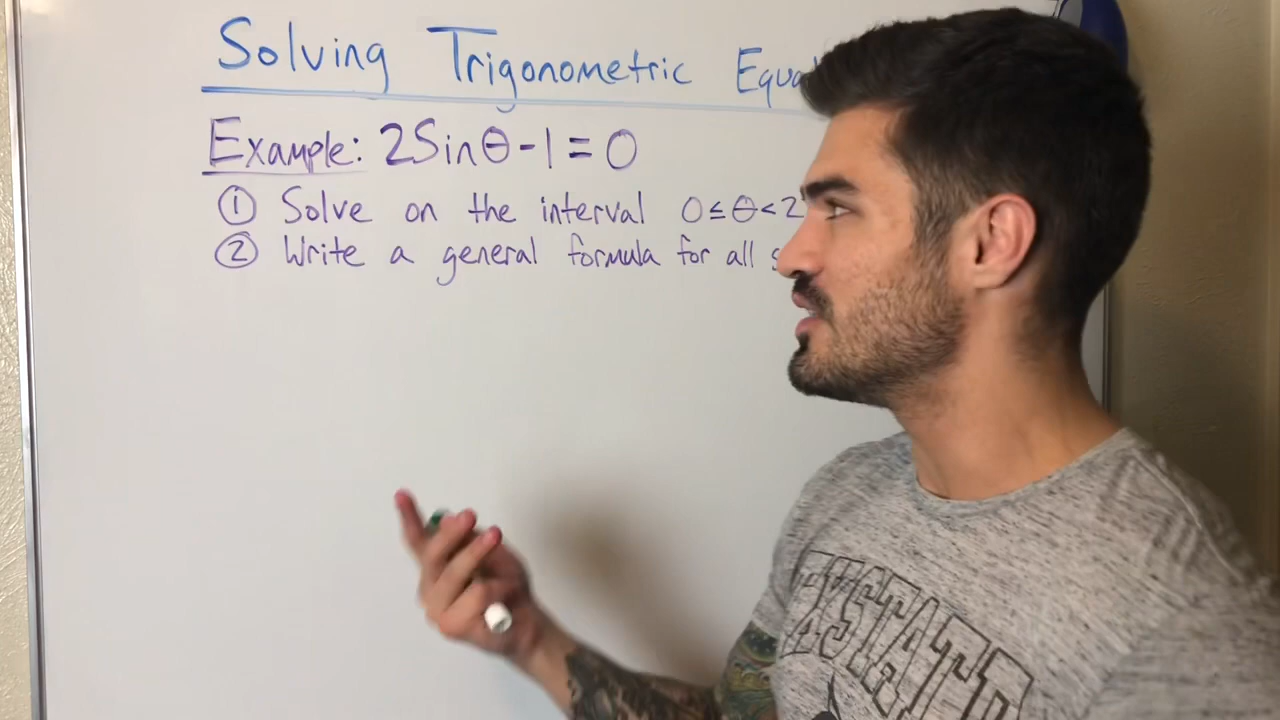 Solving Trigonometric
Example: 2Sinθ-1=0
① Solve on the interval 0≤θ<2
② Write a general formula for all